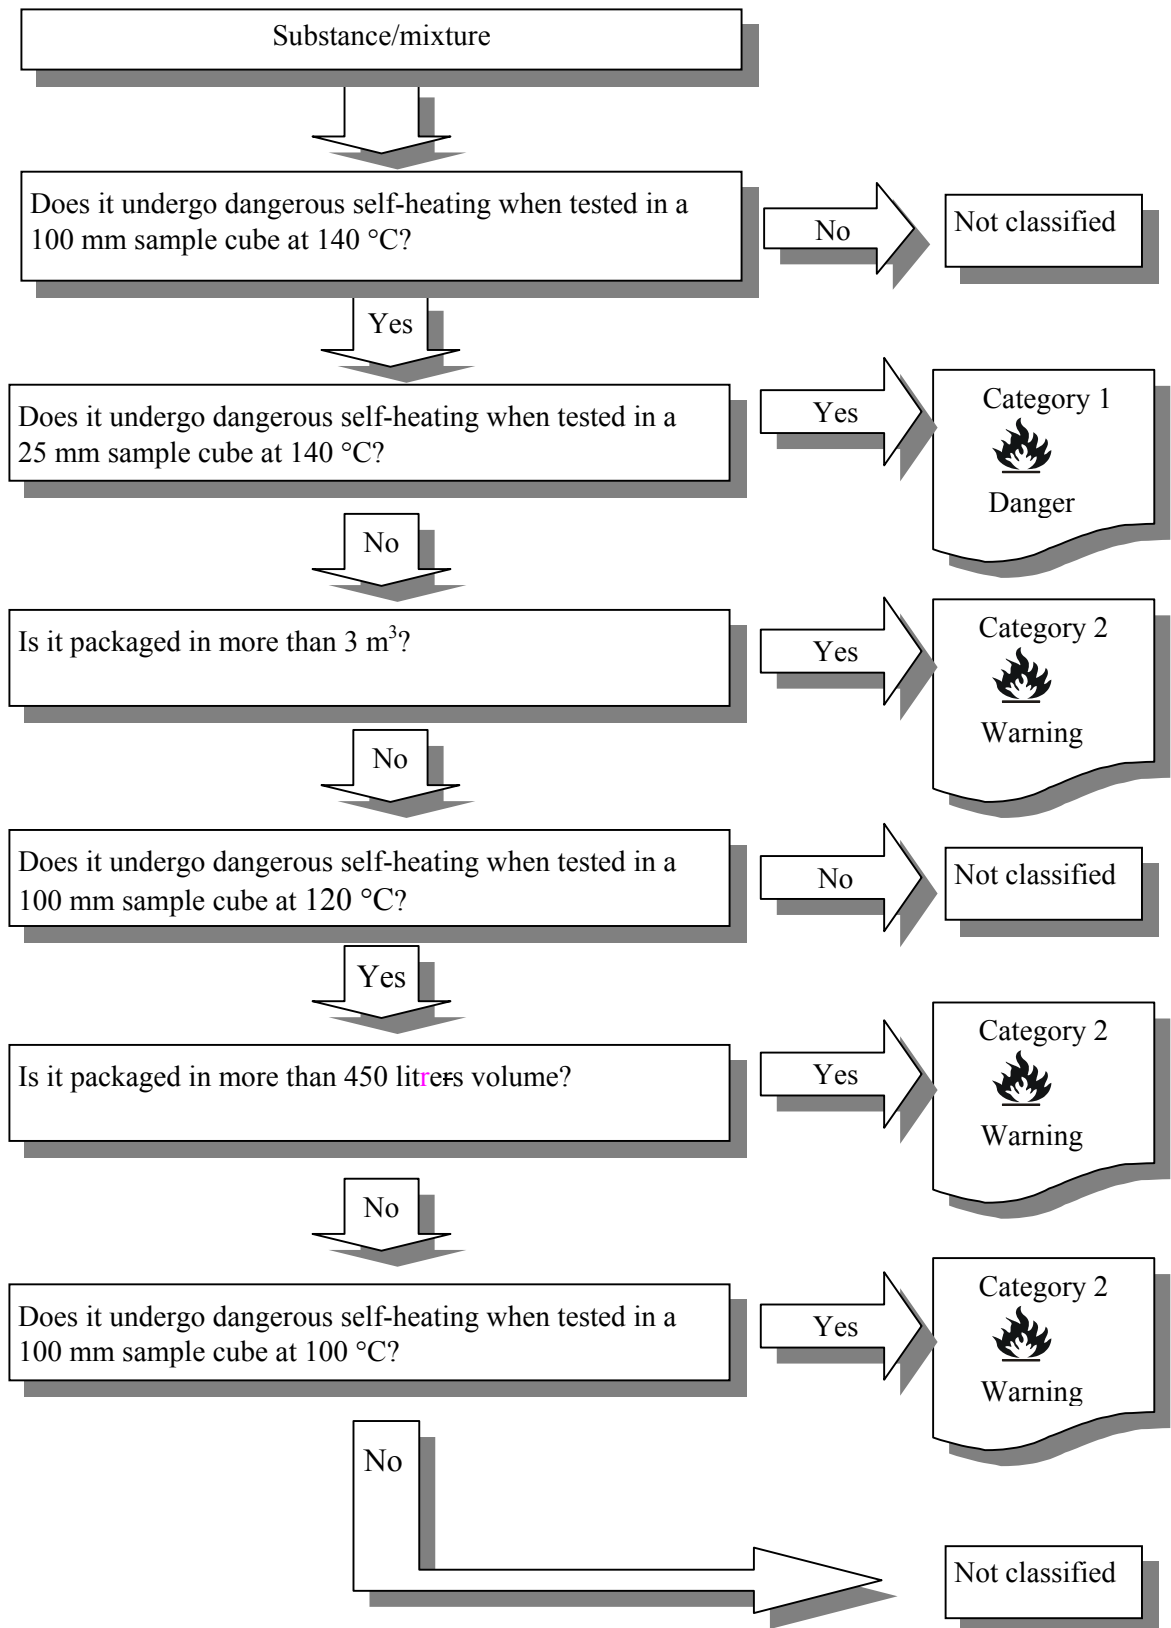 Substance/mixture
Does it undergo dangerous self-heating when tested in a
100 mm sample cube at 140 °C?
No
Not classified
Yes
Does it undergo dangerous self-heating when tested in a
25 mm sample cube at 140 °C?
Yes
Category 1
Danger
No
Is it packaged in more than 3 m³?
Yes
Category 2
Warning
No
Does it undergo dangerous self-heating when tested in a
100 mm sample cube at 120 °C?
No
Not classified
Yes
Is it packaged in more than 450 litrers volume?
Yes
Category 2
Warning
No
Does it undergo dangerous self-heating when tested in a
100 mm sample cube at 100 °C?
Yes
Category 2
Warning
No
Not classified